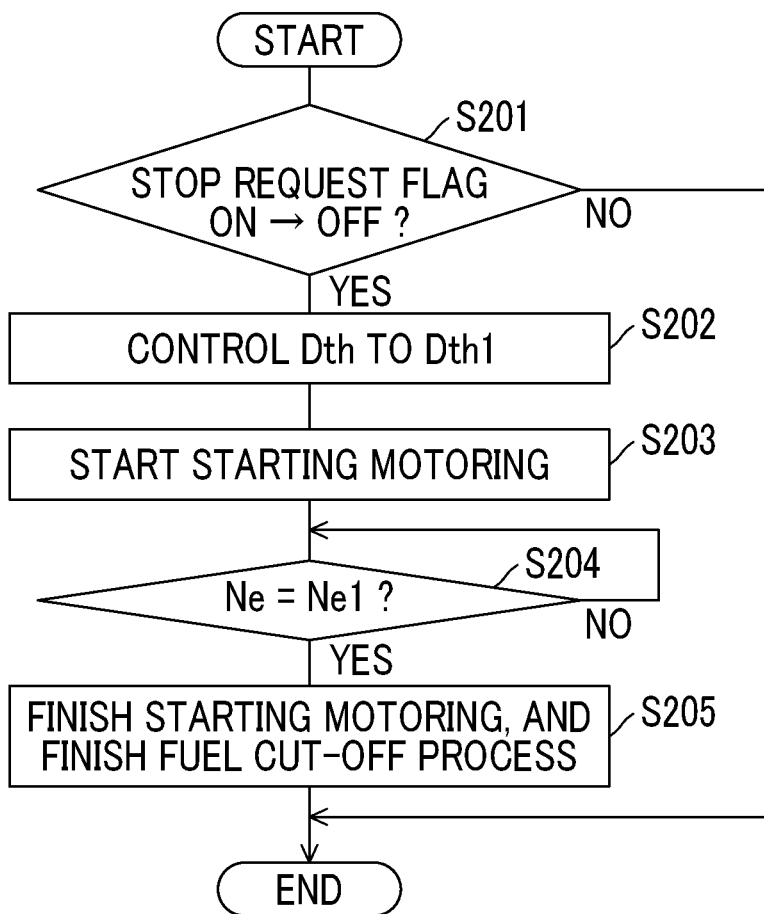 START
S201
STOP REQUEST FLAG
ON → OFF ?
NO
YES
S202
CONTROL Dth TO Dth1
S203
START STARTING MOTORING
S204
Ne = Ne1 ?
NO
YES
S205
FINISH STARTING MOTORING, AND
FINISH FUEL CUT-OFF PROCESS
END